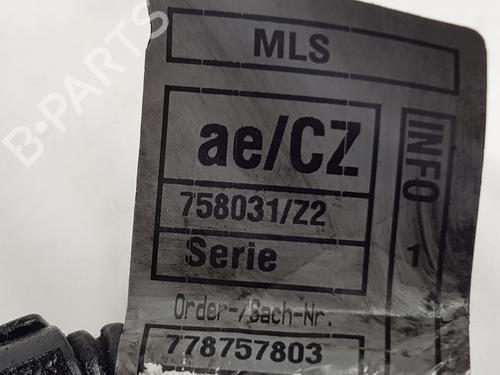 B-PARTS
MLS
ae/CZ
758031/Z2
Serie
INFO 1
Order-/Sach-Nr.
778757803